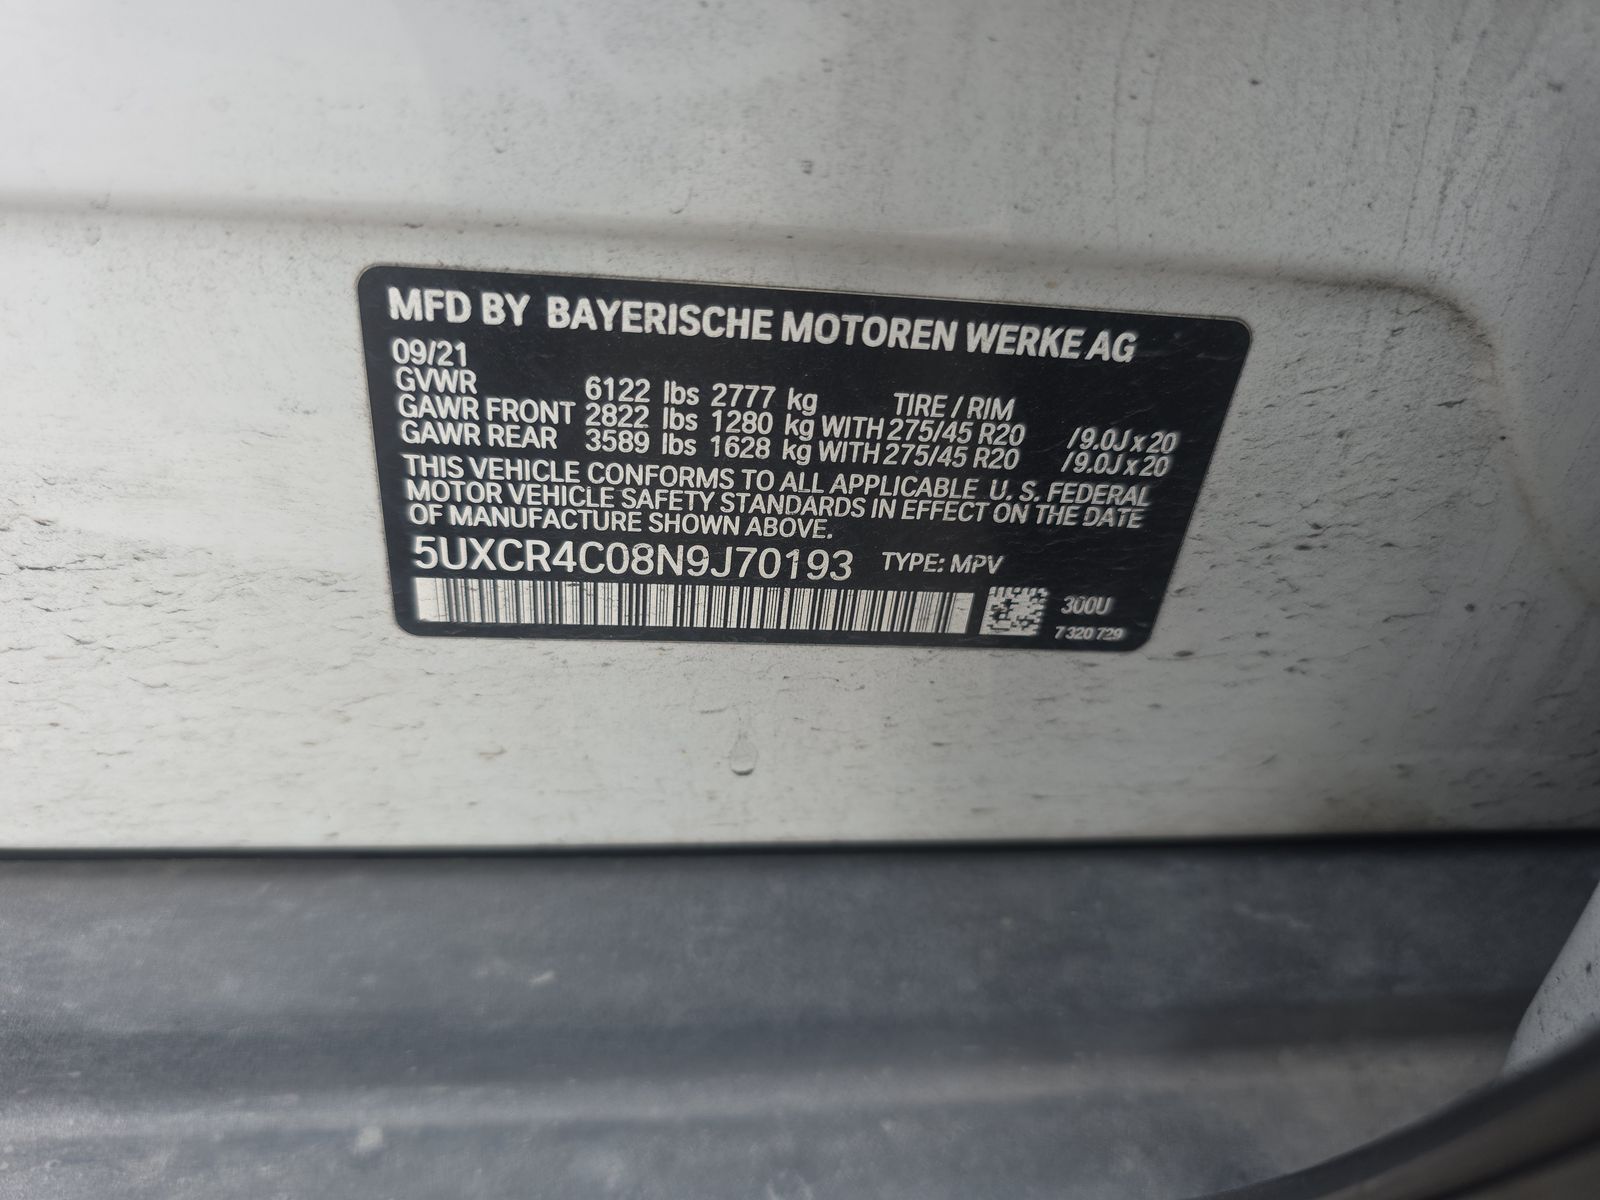 MFD BY BAYERISCHE MOTOREN WERKE AG
09/21
GVWR 6122 lbs 2777 kg TIRE / RIM
GAWR FRONT 2822 lbs 1280 kg WITH 275/45 R20 /9.0J x 20
GAWR REAR 3589 lbs 1628 kg WITH 275/45 R20 /9.0J x 20
THIS VEHICLE CONFORMS TO ALL APPLICABLE U. S. FEDERAL
MOTOR VEHICLE SAFETY STANDARDS IN EFFECT ON THE DATE
OF MANUFACTURE SHOWN ABOVE.
5UXCR4C08N9J70193 TYPE: MPV
300U
7 320 729